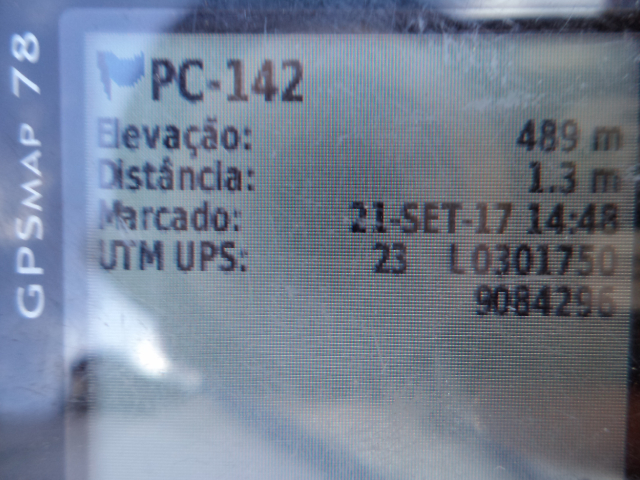 GPSMAP 78
PC-142
Elevação: 489 m
Distância: 1.3 m
Marcado: 21-SET-17 14:48
UTM UPS: 23 L0301750
9084296